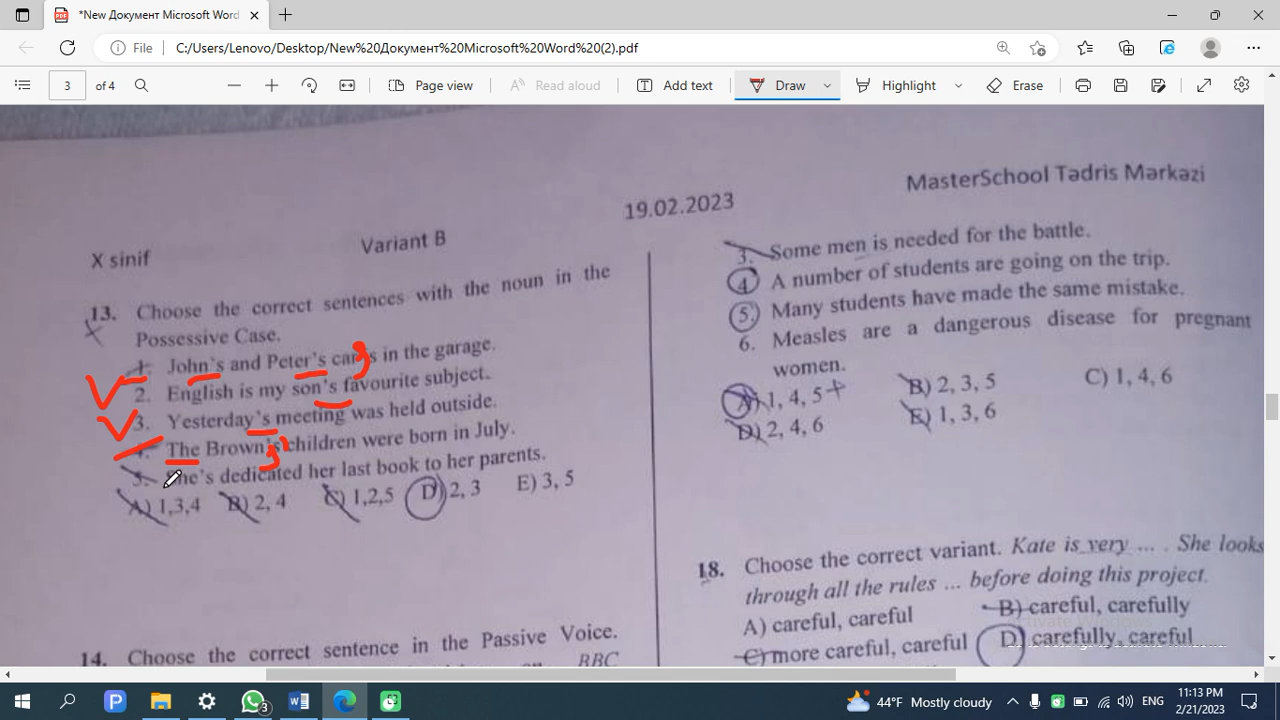 *New Документ Microsoft Word
File
C:/Users/Lenovo/Desktop/New%20Документ%20Microsoft%20Word%20(2).pdf
3 of 4
Page view
Read aloud
Add text
Draw
Highlight
Erase
19.02.2023
MasterSchool Tədris Mərkəzi
X sinif
Variant B
13. Choose the correct sentences with the noun in the
Possessive Case.
1. John's and Peter's car is in the garage.
2. English is my son's favourite subject.
3. Yesterday's meeting was held outside.
4. The Brown's children were born in July.
5. She's dedicated her last book to her parents.
A) 1,3,4 B) 2, 4 C) 1,2,5 D) 2, 3 E) 3, 5
14. Choose the correct sentence in the Passive Voice.
BBC
3. Some men is needed for the battle.
4. A number of students are going on the trip.
5. Many students have made the same mistake.
6. Measles are a dangerous disease for pregnant
women.
A) 1, 4, 5 B) 2, 3, 5 C) 1, 4, 6
D) 2, 4, 6 E) 1, 3, 6
18. Choose the correct variant. Kate is very ... . She looks
through all the rules ... before doing this project.
A) careful, careful B) careful, carefully
C) more careful, careful D) carefully, careful
3
44°F Mostly cloudy
ENG
11:13 PM
2/21/2023